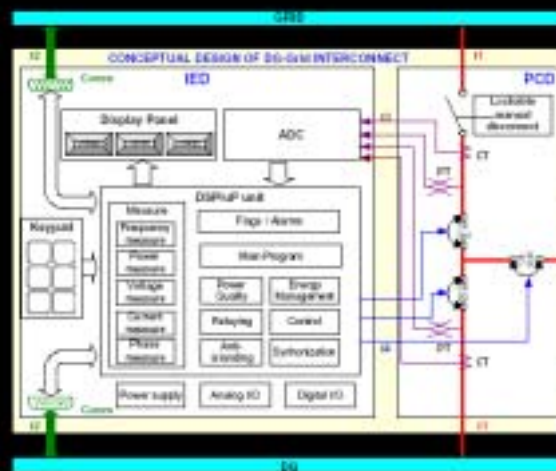 GRID
CONCEPTUAL DESIGN OF DG-Grid INTERCONNECT
Comm
IED
PCD
Display Panel
ADC
Lockable
manual
disconnect
CT
PT
DSP/uP unit
Measure
Flags / Alarms
Keypad
Frequency
measure
Main Program
Power
measure
Power
Quality
Energy
Management
Voltage
measure
Relaying
Control
Current
measure
Anti-
islanding
Synchronization
Phase
measure
PT
CT
Comm
Power supply
Analog I/O
Digital I/O
DG